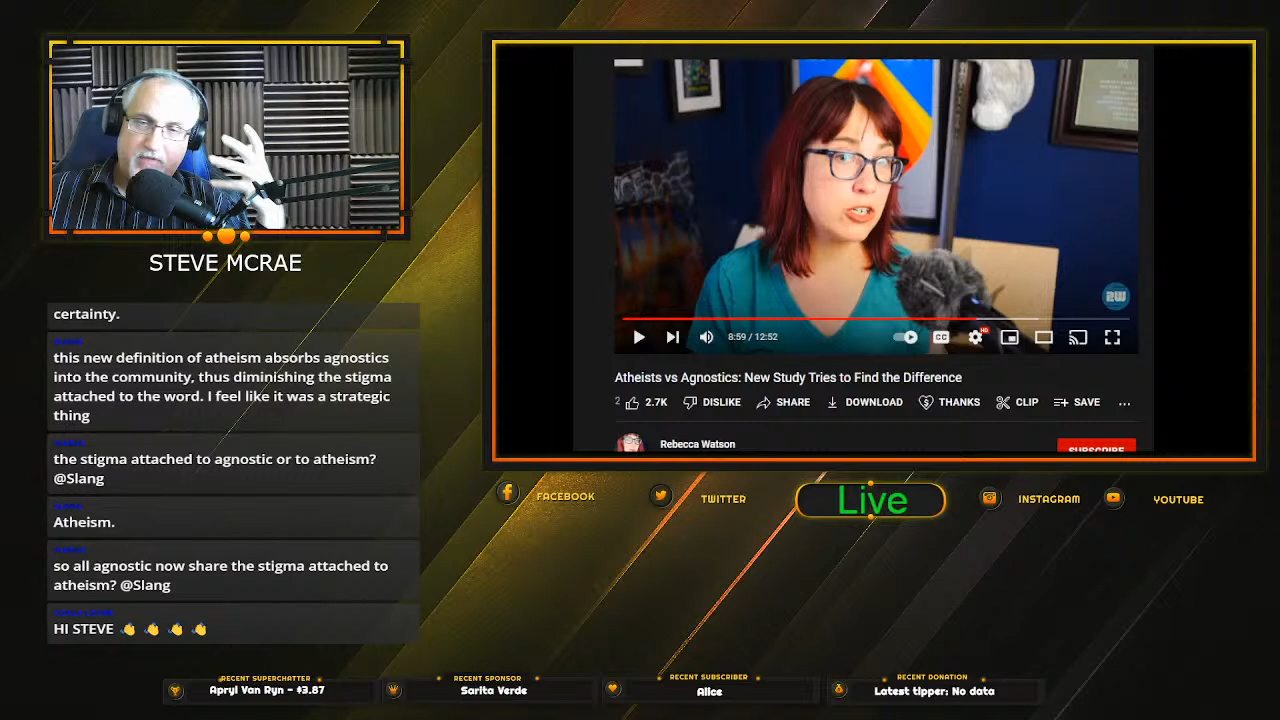 STEVE MCRAE
certainty.
this new definition of atheism absorbs agnostics
into the community, thus diminishing the stigma
attached to the word. I feel like it was a strategic
thing
the stigma attached to agnostic or to atheism?
@Slang
Atheism.
so all agnostic now share the stigma attached to
atheism? @Slang
HI STEVE
8:59 / 12:52
CC
HD
Atheists vs Agnostics: New Study Tries to Find the Difference
2 2.7K DISLIKE SHARE DOWNLOAD THANKS CLIP SAVE ...
Rebecca Watson
SUBSCRIBE
FACEBOOK
TWITTER
Live
INSTAGRAM
YOUTUBE
RECENT SUPERCHATTER
Apryl Van Ryn - $3.87
RECENT SPONSOR
Sarita Verde
RECENT SUBSCRIBER
Alice
RECENT DONATION
Latest tipper: No data